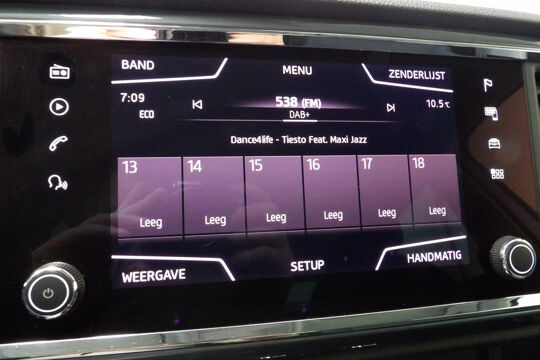 BAND
MENU
ZENDERLIJST
7:09
ECO
538 (FM)
DAB+
10.5°C
Dance4life - Tiesto Feat. Maxi Jazz
13 14 15 16 17 18
Leeg Leeg Leeg Leeg Leeg Leeg
WEERGAVE
SETUP
HANDMATIG